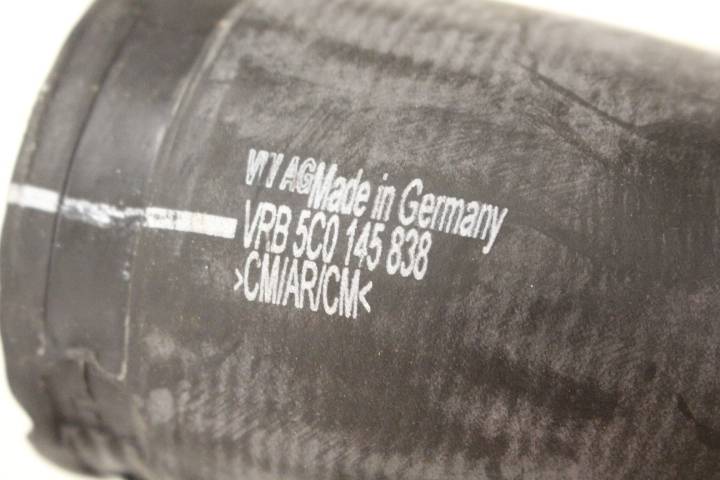 VW AG Made in Germany
VRB 5C0 145 838
>CM/AR/CM<